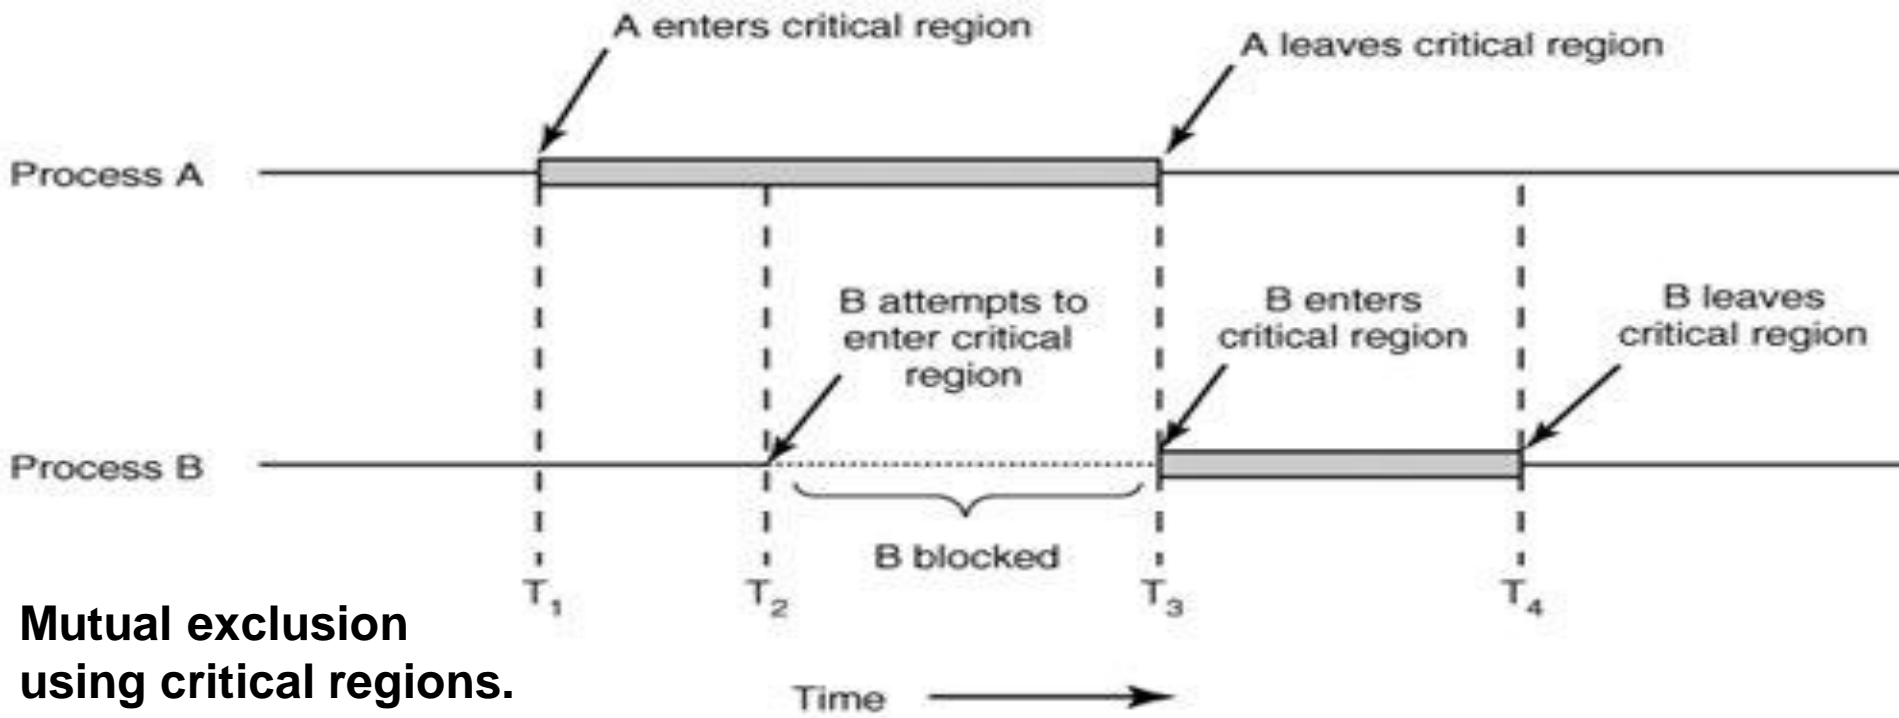 A enters critical region
A leaves critical region
Process A
B attempts to
enter critical
region
B enters
critical region
B leaves
critical region
Process B
B blocked
T1
T2
T3
T4
Mutual exclusion
using critical regions.
Time